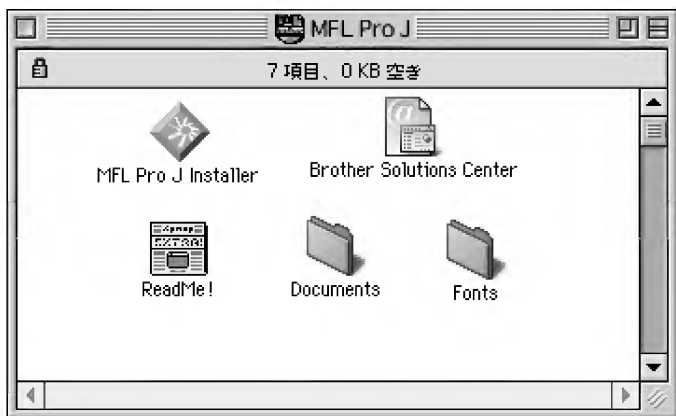 MFL Pro J
7 項目、0 KB 空き
MFL Pro J Installer
Brother Solutions Center
ReadMe!
Documents
Fonts